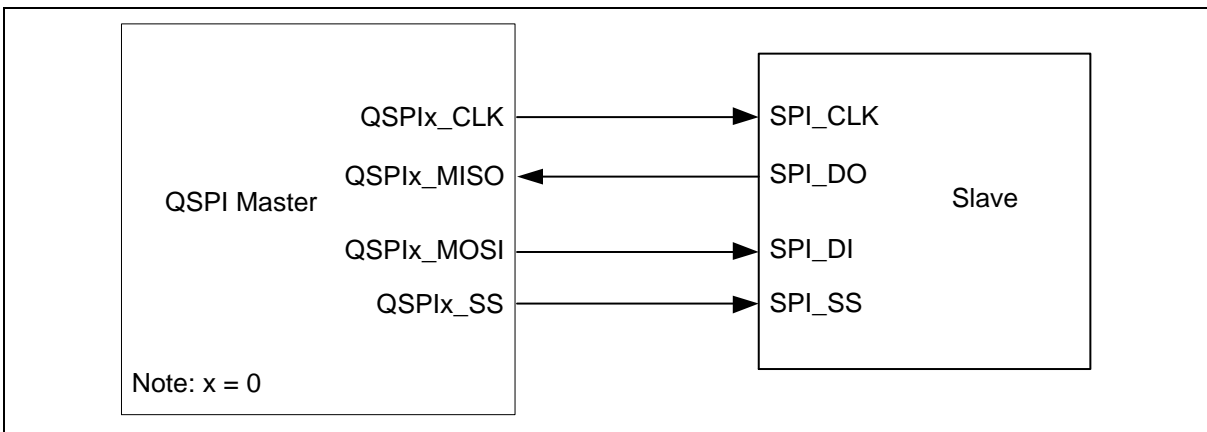 QSPIx_CLK
SPI_CLK
QSPIx_MISO
SPI_DO
QSPI Master
Slave
QSPIx_MOSI
SPI_DI
QSPIx_SS
SPI_SS
Note: x = 0